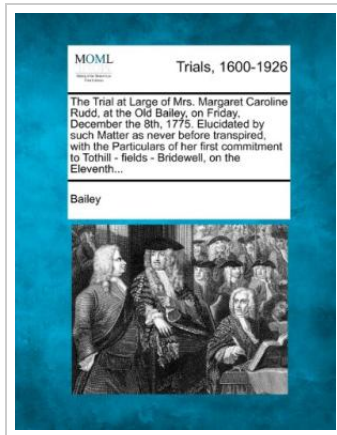 MOML
Trials, 1600-1926
The Trial at Large of Mrs. Margaret Caroline
Rudd, at the Old Bailey, on Friday,
December the 8th, 1775. Elucidated by
such Matter as never before transpired,
with the Particulars of her first commitment
to Tothill - fields - Bridewell, on the
Eleventh...
Bailey